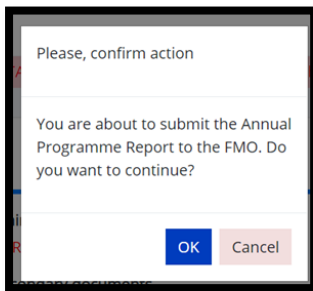 Please, confirm action
You are about to submit the Annual
Programme Report to the FMO. Do
you want to continue?
OK Cancel